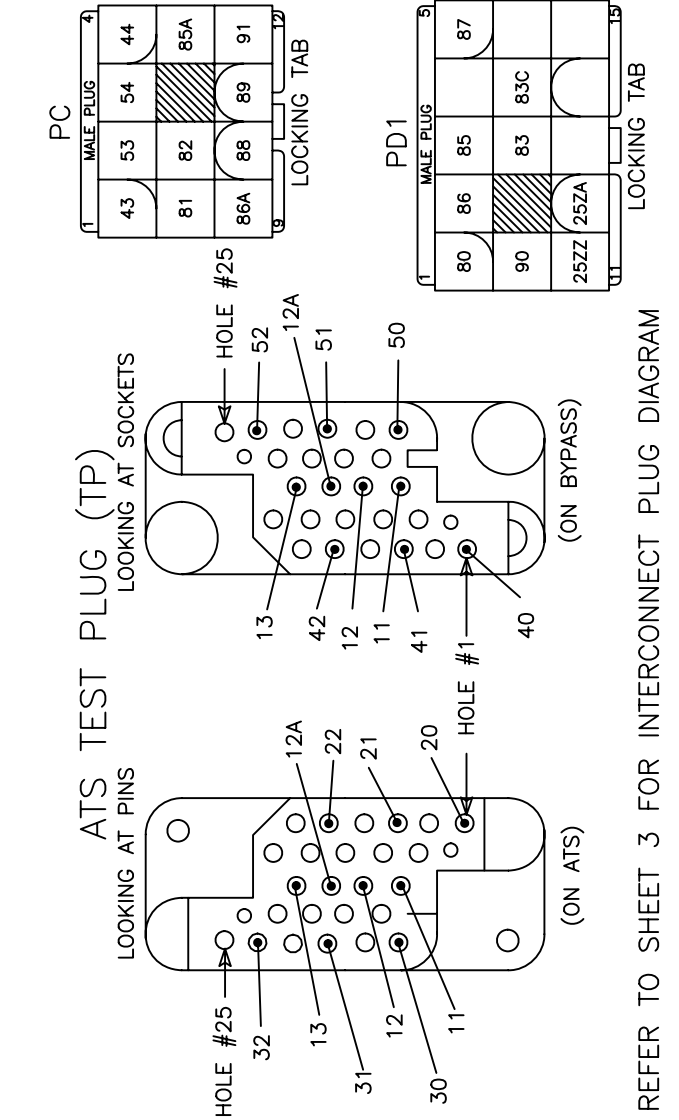 ATS TEST PLUG (TP)
LOOKING AT PINS
HOLE #25
32
13
31
12
30
11
12A
22
21
20
HOLE #1
(ON ATS)
LOOKING AT SOCKETS
13
42
12
11
41
40
HOLE #25
52
12A
51
50
(ON BYPASS)
PC
1 MALE PLUG 4
43 53 54 44
81 82 85A
86A 88 89 91
9 12
LOCKING TAB
PD1
1 MALE PLUG 5
80 86 85 87
90 83 83C
25ZZ 25ZA
11 15
LOCKING TAB
REFER TO SHEET 3 FOR INTERCONNECT PLUG DIAGRAM